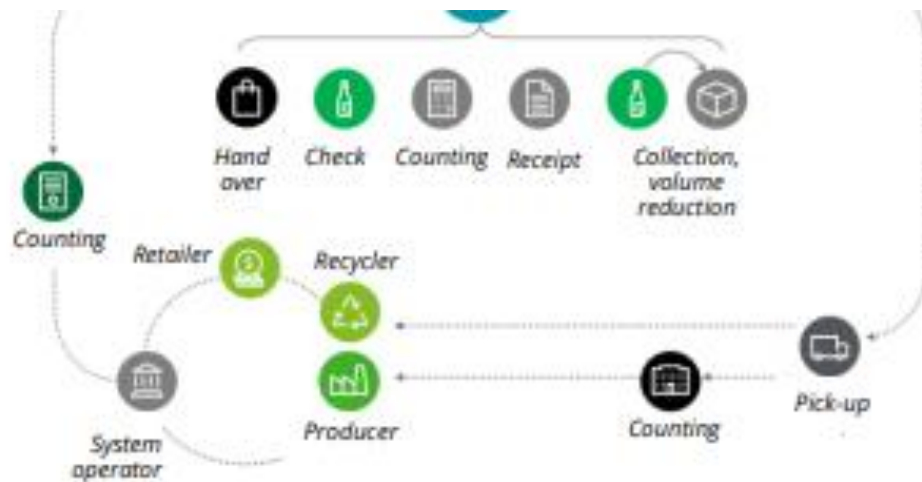 Hand
over
Check
Counting
Receipt
Collection,
volume
reduction
Counting
Retailer
Recycler
System
operator
Producer
Counting
Pick-up